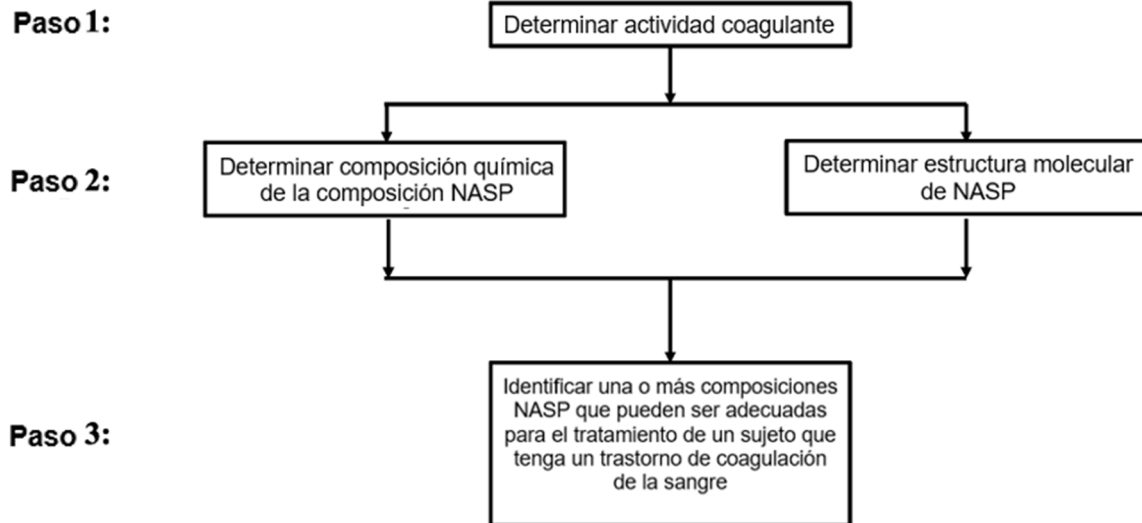 Paso 1:
Determinar actividad coagulante
Paso 2:
Determinar composición química
de la composición NASP
Determinar estructura molecular
de NASP
Paso 3:
Identificar una o más composiciones
NASP que pueden ser adecuadas
para el tratamiento de un sujeto que
tenga un trastorno de coagulación
de la sangre